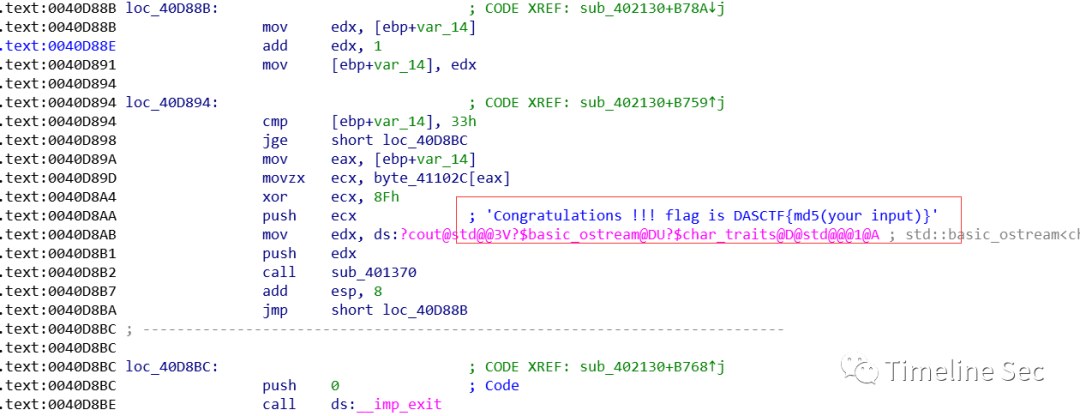 .text:0040D88B loc_40D88B: ; CODE XREF: sub_402130+B78A↓j
.text:0040D88B mov edx, [ebp+var_14]
.text:0040D88E add edx, 1
.text:0040D891 mov [ebp+var_14], edx
.text:0040D894
.text:0040D894 loc_40D894: ; CODE XREF: sub_402130+B759↑j
.text:0040D894 cmp [ebp+var_14], 33h
.text:0040D898 jge short loc_40D8BC
.text:0040D89A mov eax, [ebp+var_14]
.text:0040D89D movzx ecx, byte_41102C[eax]
.text:0040D8A4 xor ecx, 8Fh
.text:0040D8AA push ecx ; 'Congratulations !!! flag is DASCTF{md5(your input)}'
.text:0040D8AB mov edx, ds:?cout@std@@3V?$basic_ostream@DU?$char_traits@D@std@@@1@A ; std::basic_ostream<ch
.text:0040D8B1 push edx
.text:0040D8B2 call sub_401370
.text:0040D8B7 add esp, 8
.text:0040D8BA jmp short loc_40D88B
.text:0040D8BC ; ---------------------------------------------------------------------------
.text:0040D8BC
.text:0040D8BC loc_40D8BC: ; CODE XREF: sub_402130+B768↑j
.text:0040D8BC push 0 ; Code
.text:0040D8BE call ds:__imp_exit
Timeline Sec